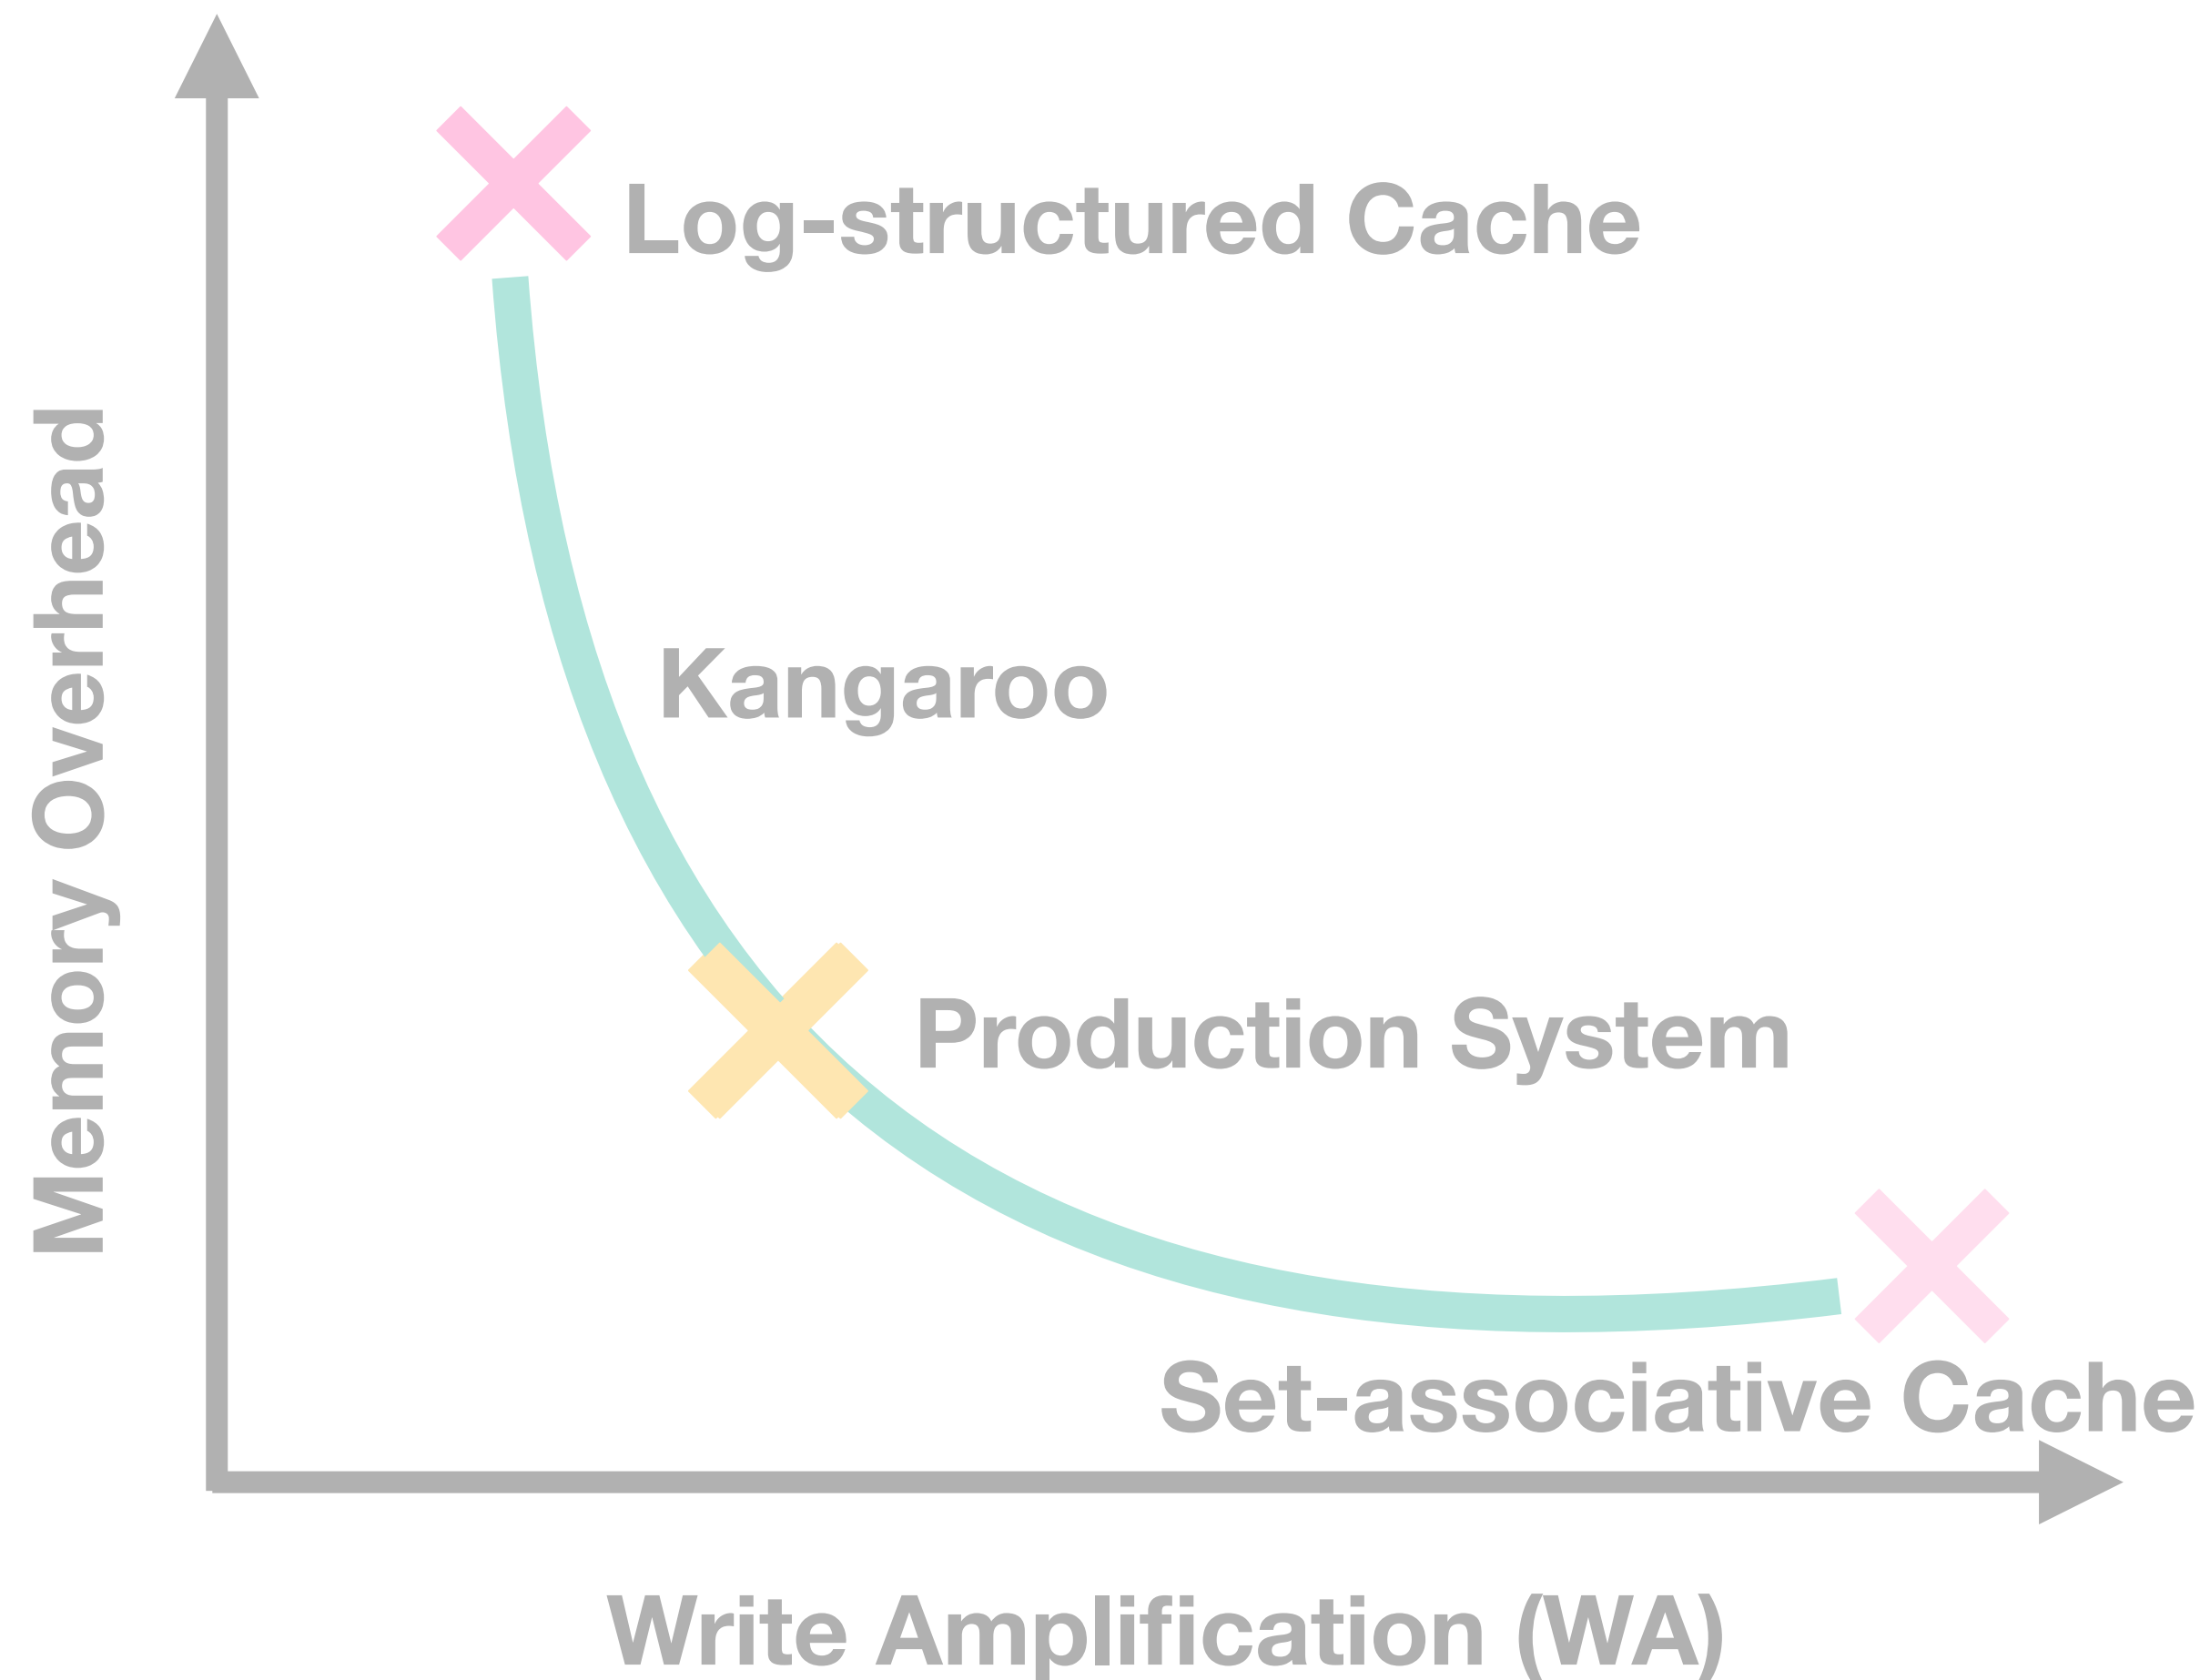 Log-structured Cache
Memory Overhead
Kangaroo
Production System
Set-associative Cache
Write Amplification (WA)